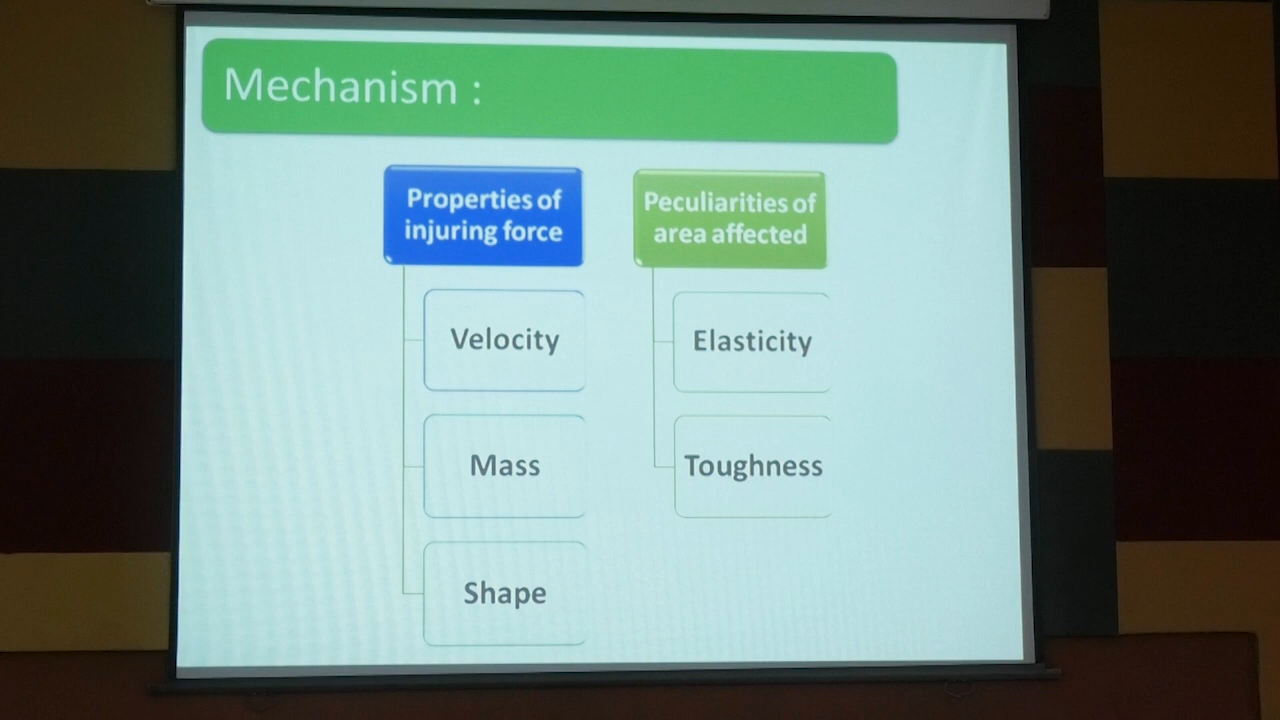 Mechanism :
Properties of
injuring force
Velocity
Mass
Shape
Peculiarities of
area affected
Elasticity
Toughness